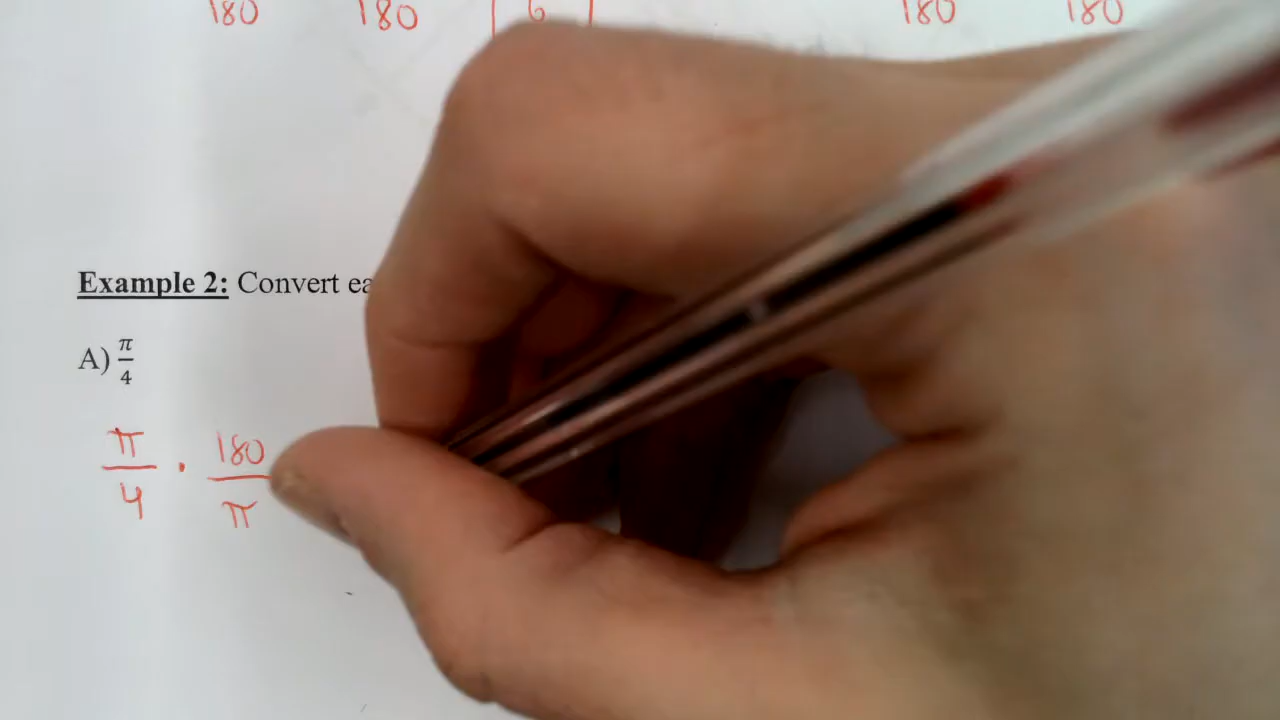 180 180 6 180 180
Example 2: Convert ea
A) π/4
π/4 · 180/π